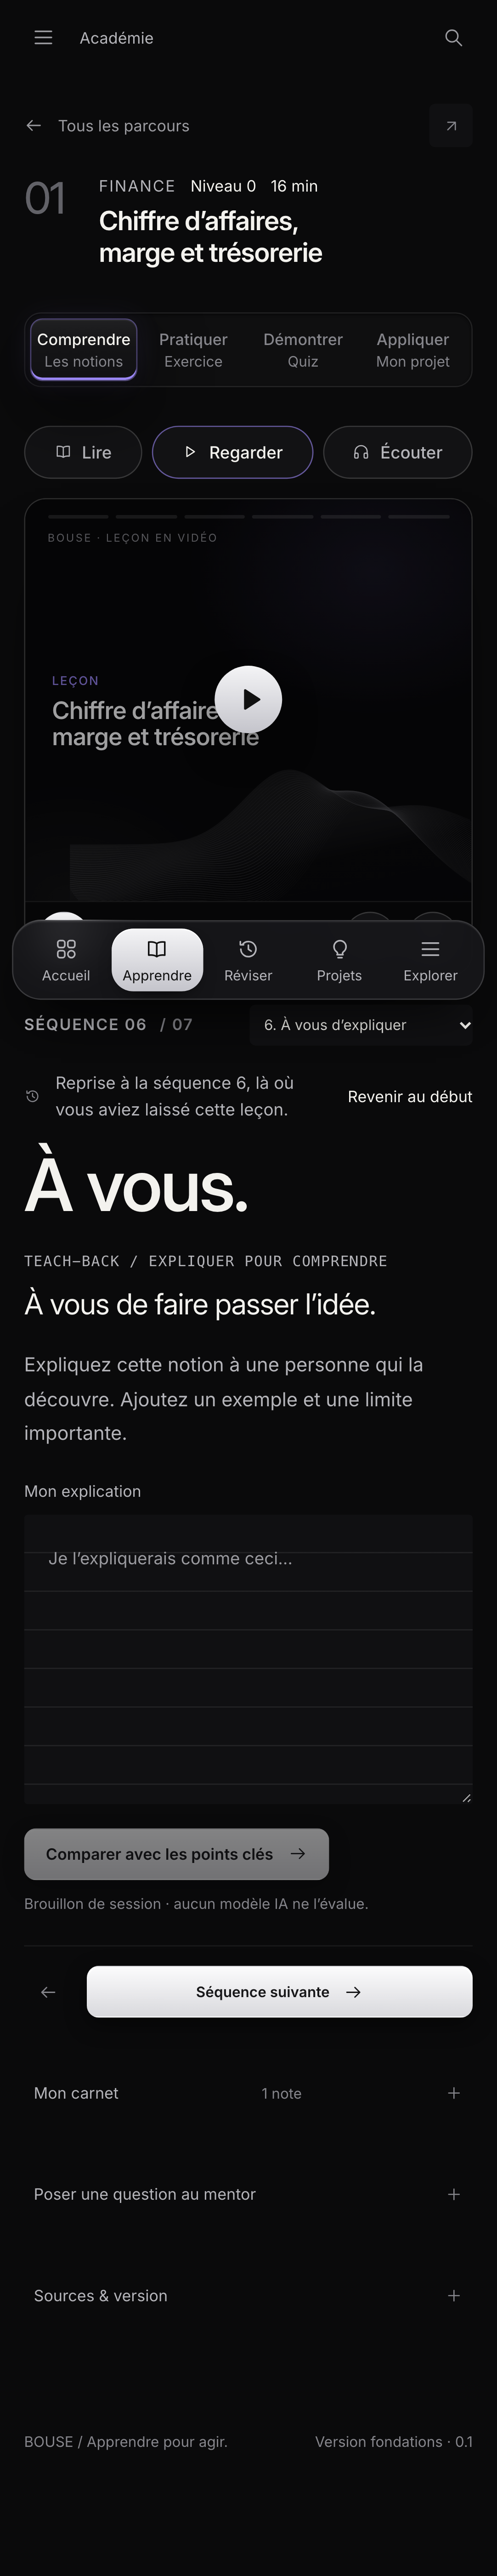 Académie
Tous les parcours
01
FINANCE Niveau 0 16 min
Chiffre d’affaires,
marge et trésorerie
Comprendre
Les notions
Pratiquer
Exercice
Démontrer
Quiz
Appliquer
Mon projet
Lire
Regarder
Écouter
BOUSE · LEÇON EN VIDÉO
LEÇON
Chiffre d’affaire
marge et trésorerie
Accueil
Apprendre
Réviser
Projets
Explorer
SÉQUENCE 06 / 07
6. À vous d’expliquer
Reprise à la séquence 6, là où
vous aviez laissé cette leçon.
Revenir au début
À vous.
TEACH-BACK / EXPLIQUER POUR COMPRENDRE
À vous de faire passer l’idée.
Expliquez cette notion à une personne qui la
découvre. Ajoutez un exemple et une limite
importante.
Mon explication
Je l’expliquerais comme ceci…
Comparer avec les points clés
Brouillon de session · aucun modèle IA ne l’évalue.
Séquence suivante
Mon carnet
1 note
Poser une question au mentor
Sources & version
BOUSE / Apprendre pour agir.
Version fondations · 0.1